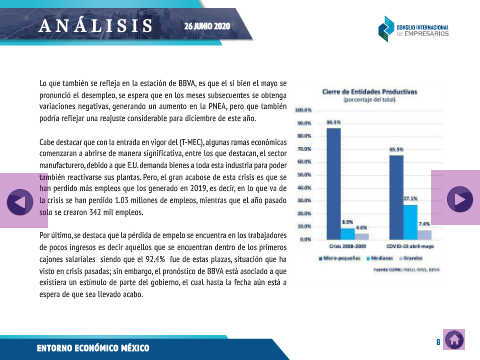 ANÁLISIS
26 JUNIO 2020
CONSEJO INTERNACIONAL
DE EMPRESARIOS
Lo que también se refleja en la estación de BBVA, es que el si bien el mayo se
pronunció el desempleo, se espera que en los meses subsecuentes se obtenga
variaciones negativas, generando un aumento en la PNEA, pero que también
podría reflejar una reajuste considerable para diciembre de este año.
Cabe destacar que con la entrada en vigor del (T-MEC), algunas ramas económicas
comenzaran a abrirse de manera significativa, entre los que destacan, el sector
manufacturero, debido a que E.U. demanda bienes a toda esta industria para poder
también reactivarse sus plantas. Pero, el gran acabose de esta crisis es que se
han perdido más empleos que los generado en 2019, es decir, en lo que va de
la crisis se han perdido 1.03 millones de empleos, mientras que el año pasado
solo se crearon 342 mil empleos.
Por último, se destaca que la pérdida de empelo se encuentra en los trabajadores
de pocos ingresos es decir aquellos que se encuentran dentro de los primeros
cajones salariales siendo que el 92.4% fue de estas plazas, situación que ha
visto en crisis pasadas; sin embargo, el pronóstico de BBVA está asociado a que
existiera un estímulo de parte del gobierno, el cual hasta la fecha aún está a
espera de que sea llevado acabo.
Cierre de Entidades Productivas
(porcentaje del total)
100.0%
90.0%
80.0%
70.0%
60.0%
50.0%
40.0%
30.0%
20.0%
10.0%
0.0%
86.5%
8.9%
4.6%
65.5%
27.1%
7.4%
Crisis 2008-2009
COVID-19 abril-mayo
Micro-pequeñas
Medianas
Grandes
ENTORNO ECONÓMICO MÉXICO
8